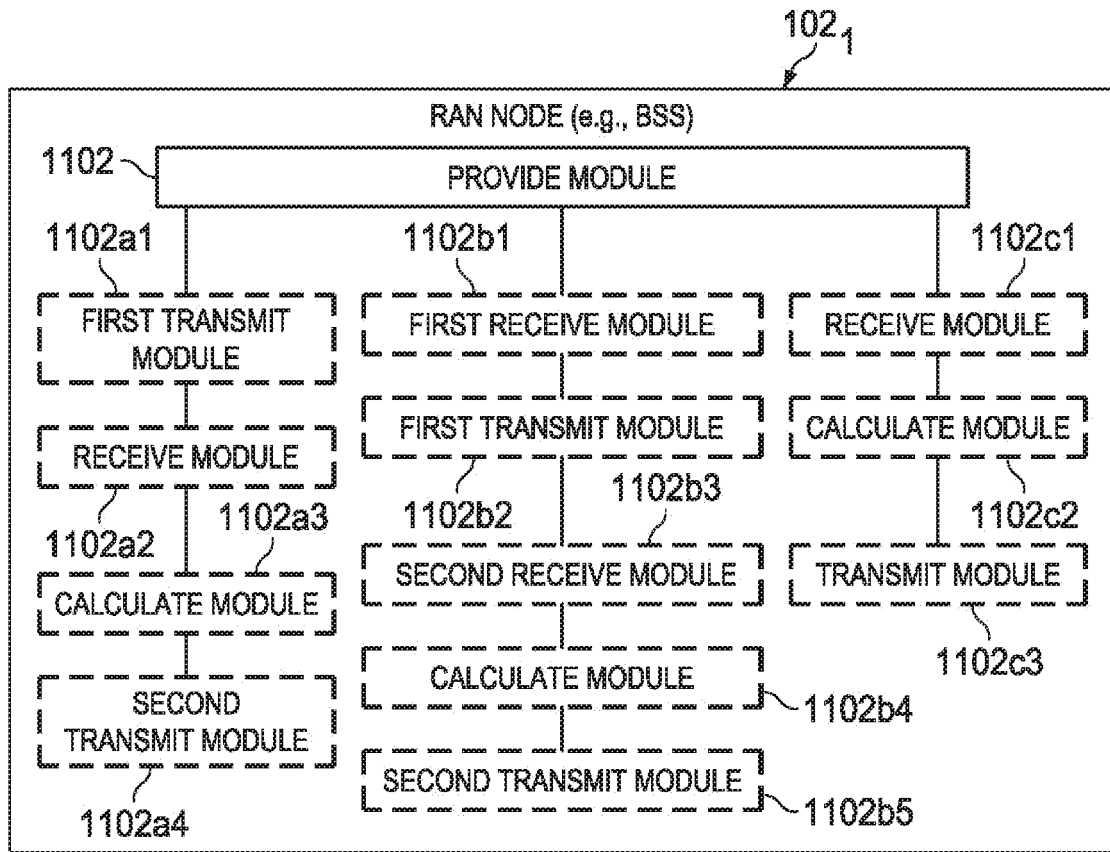 102₁
RAN NODE (e.g., BSS)
1102
PROVIDE MODULE
1102a1
1102b1
1102c1
FIRST TRANSMIT
MODULE
FIRST RECEIVE MODULE
RECEIVE MODULE
FIRST TRANSMIT MODULE
CALCULATE MODULE
RECEIVE MODULE
1102a2
1102a3
1102b2
1102b3
1102c2
CALCULATE MODULE
SECOND RECEIVE MODULE
TRANSMIT MODULE
1102c3
SECOND
TRANSMIT MODULE
1102a4
CALCULATE MODULE
1102b4
SECOND TRANSMIT MODULE
1102b5